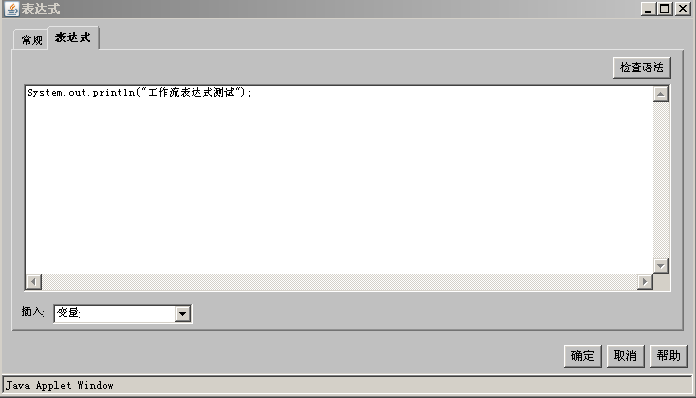 表达式
常规 表达式
检查语法
System.out.println("工作流表达式测试");
插入: 变量:
确定 取消 帮助
Java Applet Window